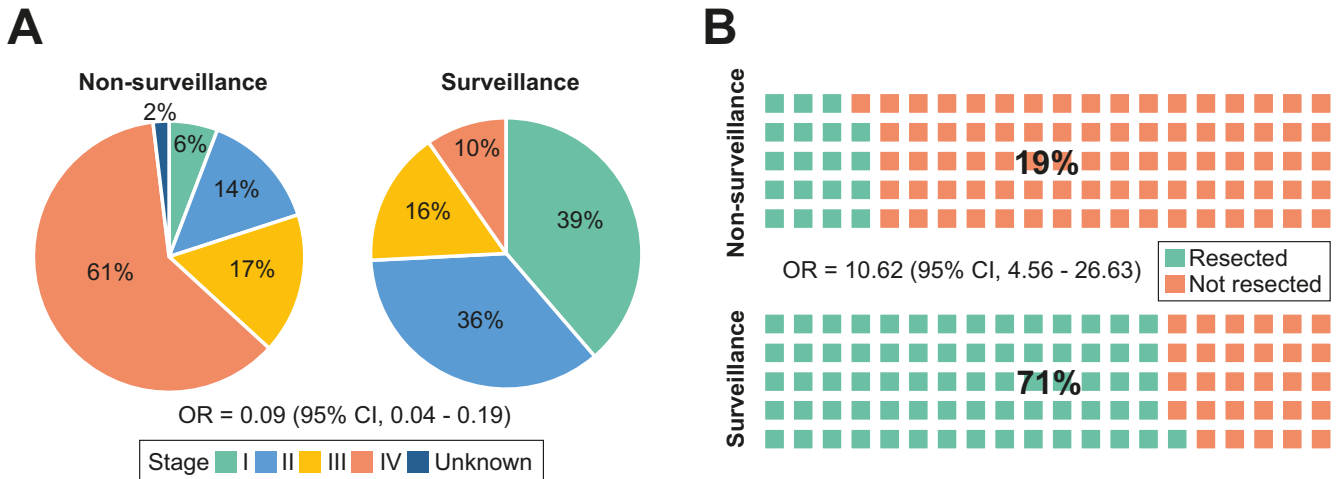 A
Non-surveillance
Surveillance
2%
6%
14%
17%
61%
39%
36%
16%
10%
OR = 0.09 (95% CI, 0.04 - 0.19)
Stage I II III IV Unknown
B
Non-surveillance
19%
OR = 10.62 (95% CI, 4.56 - 26.63)
Resected
Not resected
Surveillance
71%